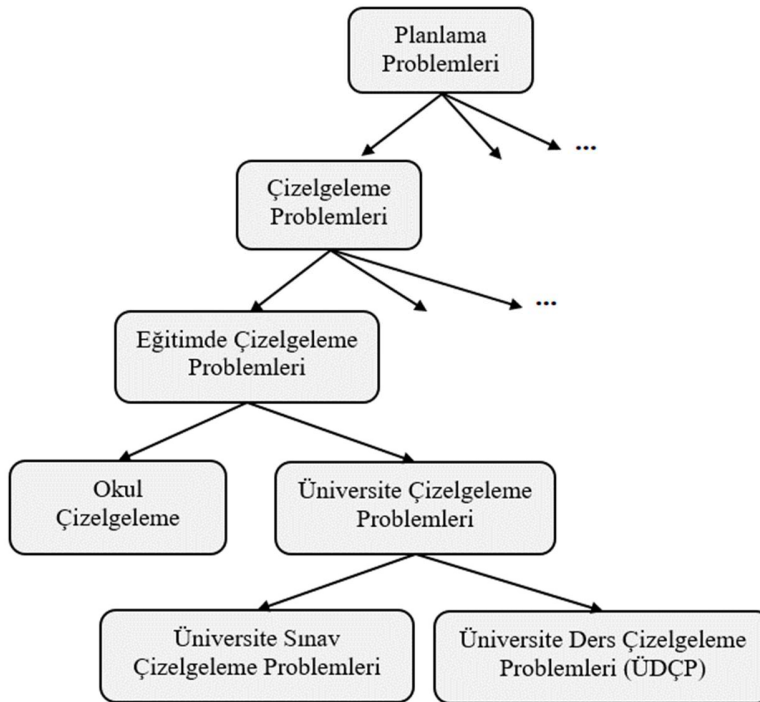 Planlama
Problemleri
...
Çizelgeleme
Problemleri
...
Eğitimde Çizelgeleme
Problemleri
Okul
Çizelgeleme
Üniversite Çizelgeleme
Problemleri
Üniversite Sınav
Çizelgeleme Problemleri
Üniversite Ders Çizelgeleme
Problemleri (ÜDÇP)